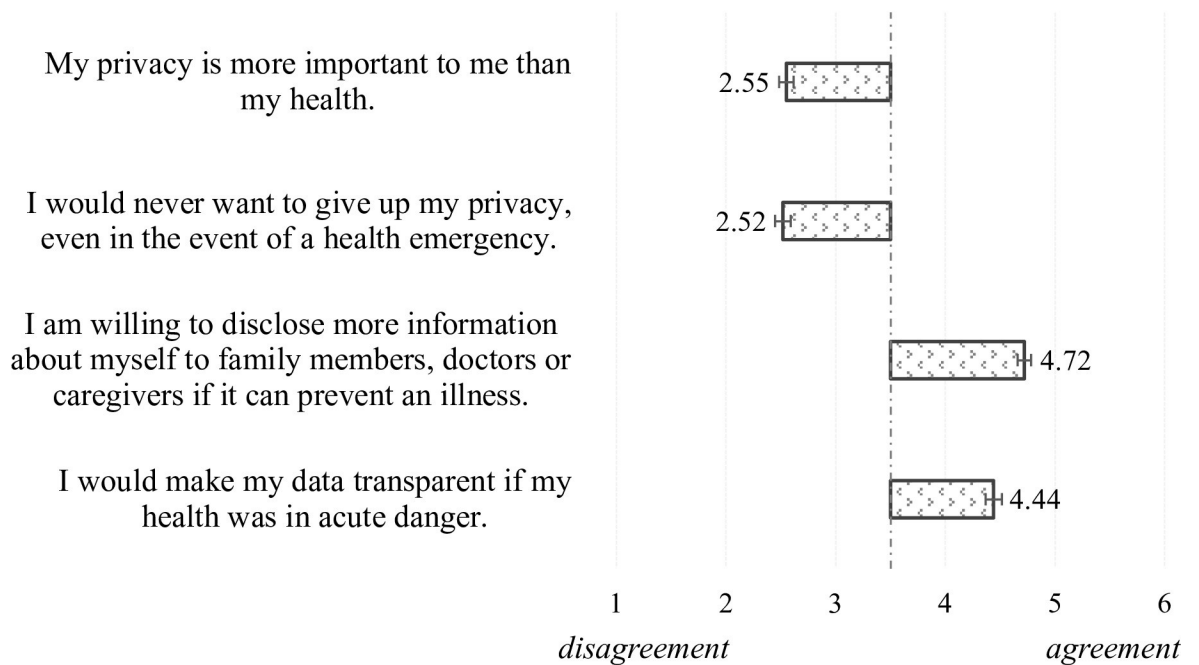 My privacy is more important to me than
my health.
2.55
I would never want to give up my privacy,
even in the event of a health emergency.
2.52
I am willing to disclose more information
about myself to family members, doctors or
caregivers if it can prevent an illness.
4.72
I would make my data transparent if my
health was in acute danger.
4.44
1 2 3 4 5 6
disagreement agreement